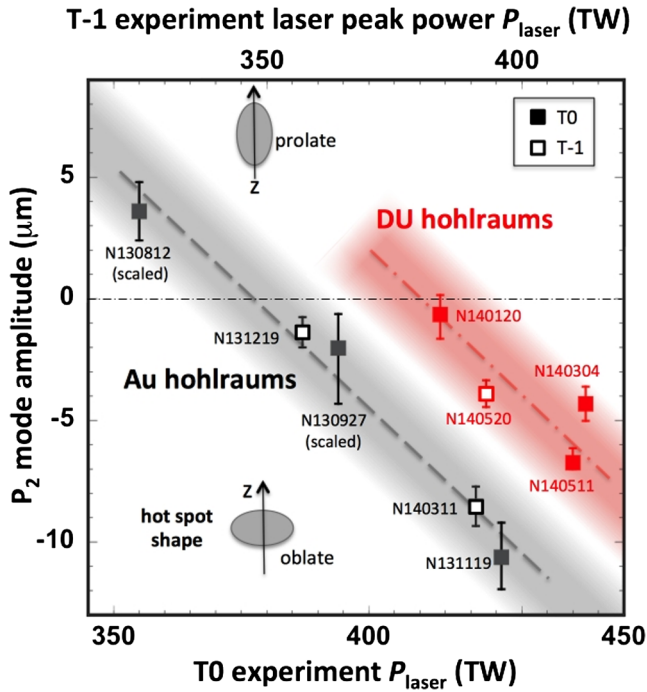 T-1 experiment laser peak power Plaser (TW)
350 400
T0
T-1
z
prolate
DU hohlraums
5
N130812
(scaled)
0
N140120
N131219
N140304
Au hohlraums
N140520
-5
N130927
(scaled)
N140511
z
hot spot
shape
N140311
oblate
-10
N131119
P2 mode amplitude (μm)
350 400 450
T0 experiment Plaser (TW)